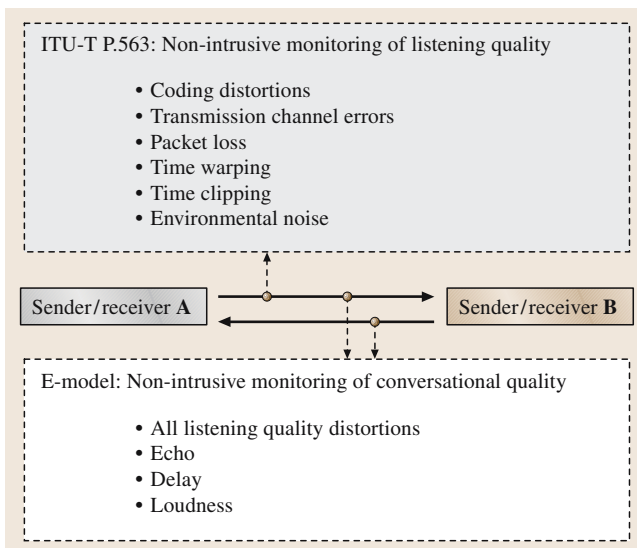 ITU-T P.563: Non-intrusive monitoring of listening quality
• Coding distortions
• Transmission channel errors
• Packet loss
• Time warping
• Time clipping
• Environmental noise
Sender/receiver A
Sender/receiver B
E-model: Non-intrusive monitoring of conversational quality
• All listening quality distortions
• Echo
• Delay
• Loudness